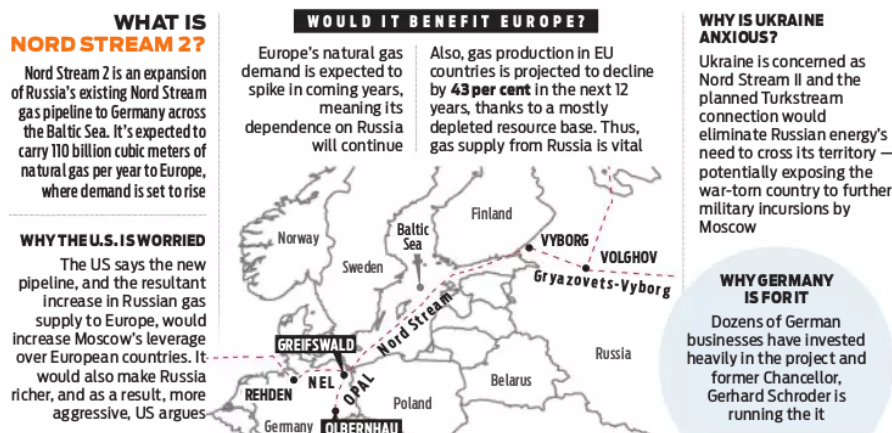 WHAT IS
NORD STREAM 2?
Nord Stream 2 is an expansion
of Russia's existing Nord Stream
gas pipeline to Germany across
the Baltic Sea. It's expected to
carry 110 billion cubic meters of
natural gas per year to Europe,
where demand is set to rise
WHY THE U.S. IS WORRIED
The US says the new
pipeline, and the resultant
increase in Russian gas
supply to Europe, would
increase Moscow's leverage
over European countries. It
would also make Russia
richer, and as a result, more
aggressive, US argues
WOULD IT BENEFIT EUROPE?
Europe's natural gas
demand is expected to
spike in coming years,
meaning its
dependence on Russia
will continue
Also, gas production in EU
countries is projected to decline
by 43 per cent in the next 12
years, thanks to a mostly
depleted resource base. Thus,
gas supply from Russia is vital
Norway
Sweden
Baltic
Sea
Finland
VYBORG
VOLGHOV
Gryazovets-Vyborg
Nord Stream
GREIFSWALD
REHDEN
NEL
OPAL
Poland
Belarus
Russia
Germany
OLBERNHAU
WHY IS UKRAINE
ANXIOUS?
Ukraine is concerned as
Nord Stream II and the
planned Turkstream
connection would
eliminate Russian energy's
need to cross its territory —
potentially exposing the
war-torn country to further
military incursions by
Moscow
WHY GERMANY
IS FOR IT
Dozens of German
businesses have invested
heavily in the project and
former Chancellor,
Gerhard Schroder is
running the it